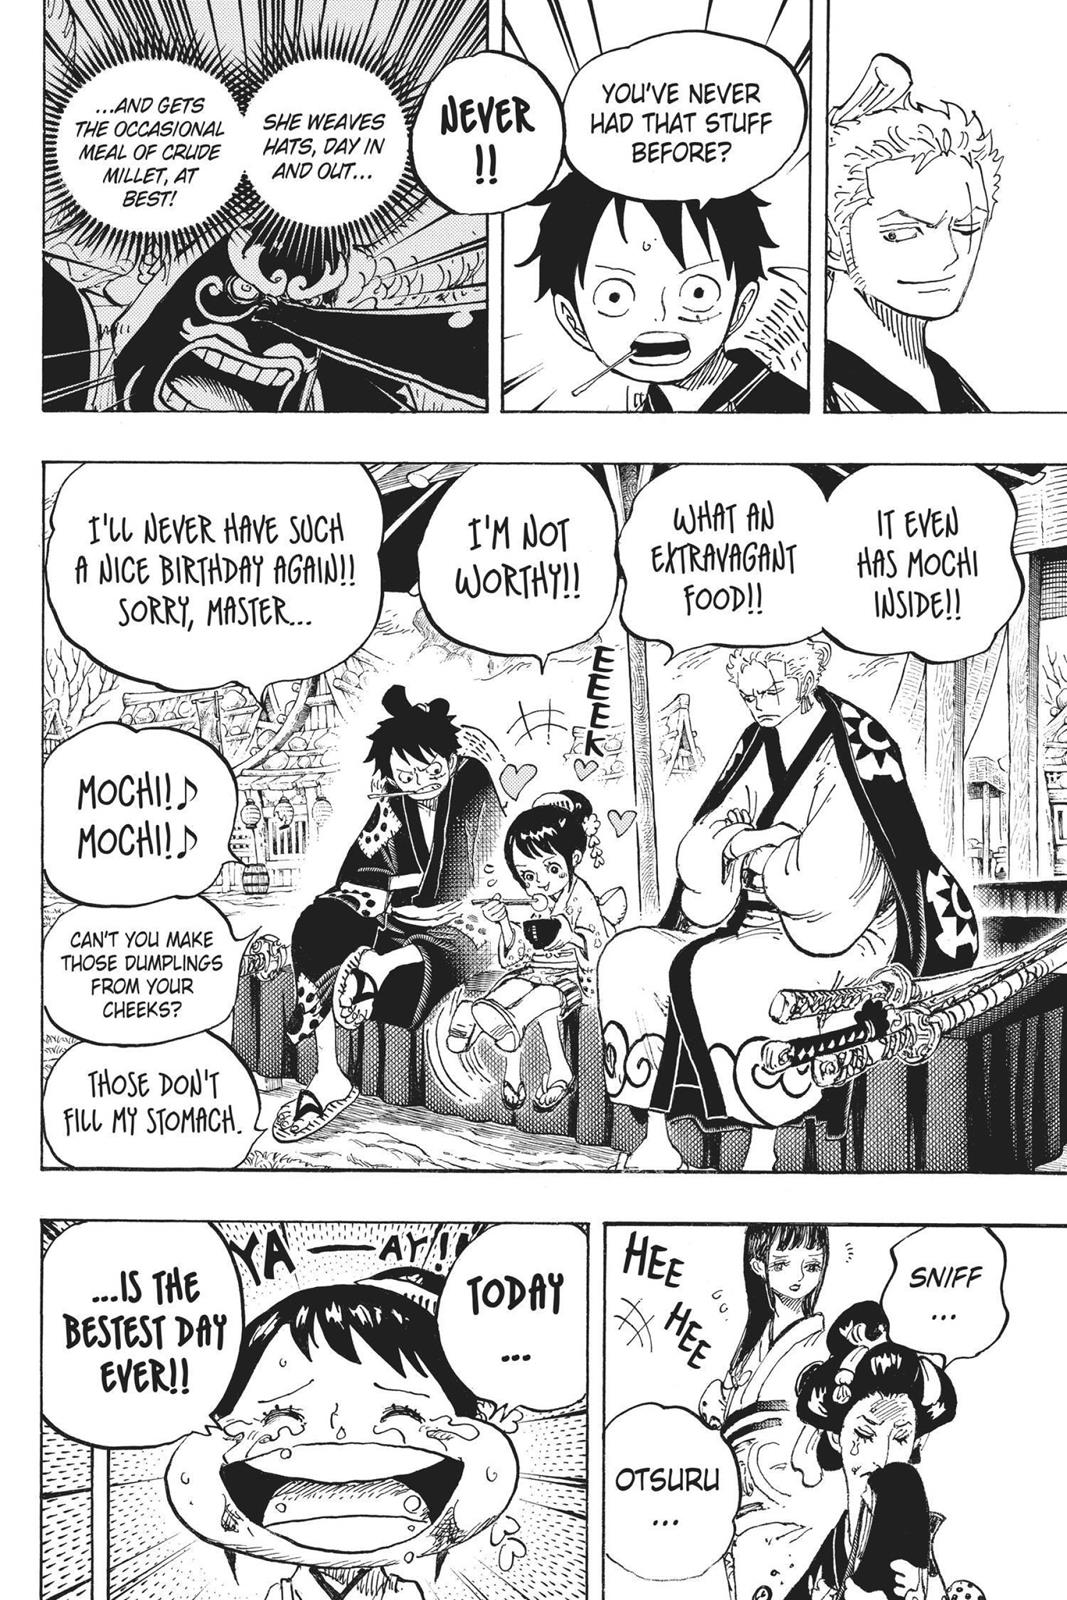 YOU'VE NEVER
HAD THAT STUFF
BEFORE?
NEVER
!!
SHE WEAVES
HATS, DAY IN
AND OUT...
...AND GETS
THE OCCASIONAL
MEAL OF CRUDE
MILLET, AT
BEST!
IT EVEN
HAS MOCHI
INSIDE!!
WHAT AN
EXTRAVAGANT
FOOD!!
EEEEK
I'M NOT
WORTHY!!
I'LL NEVER HAVE SUCH
A NICE BIRTHDAY AGAIN!!
SORRY, MASTER...
MOCHI!♪
MOCHI!♪
CAN'T YOU MAKE
THOSE DUMPLINGS
FROM YOUR
CHEEKS?
THOSE DON'T
FILL MY STOMACH.
SNIFF
...
HEE
HEE
OTSURU
...
TODAY
...
YA—AY!!
...IS THE
BESTEST DAY
EVER!!